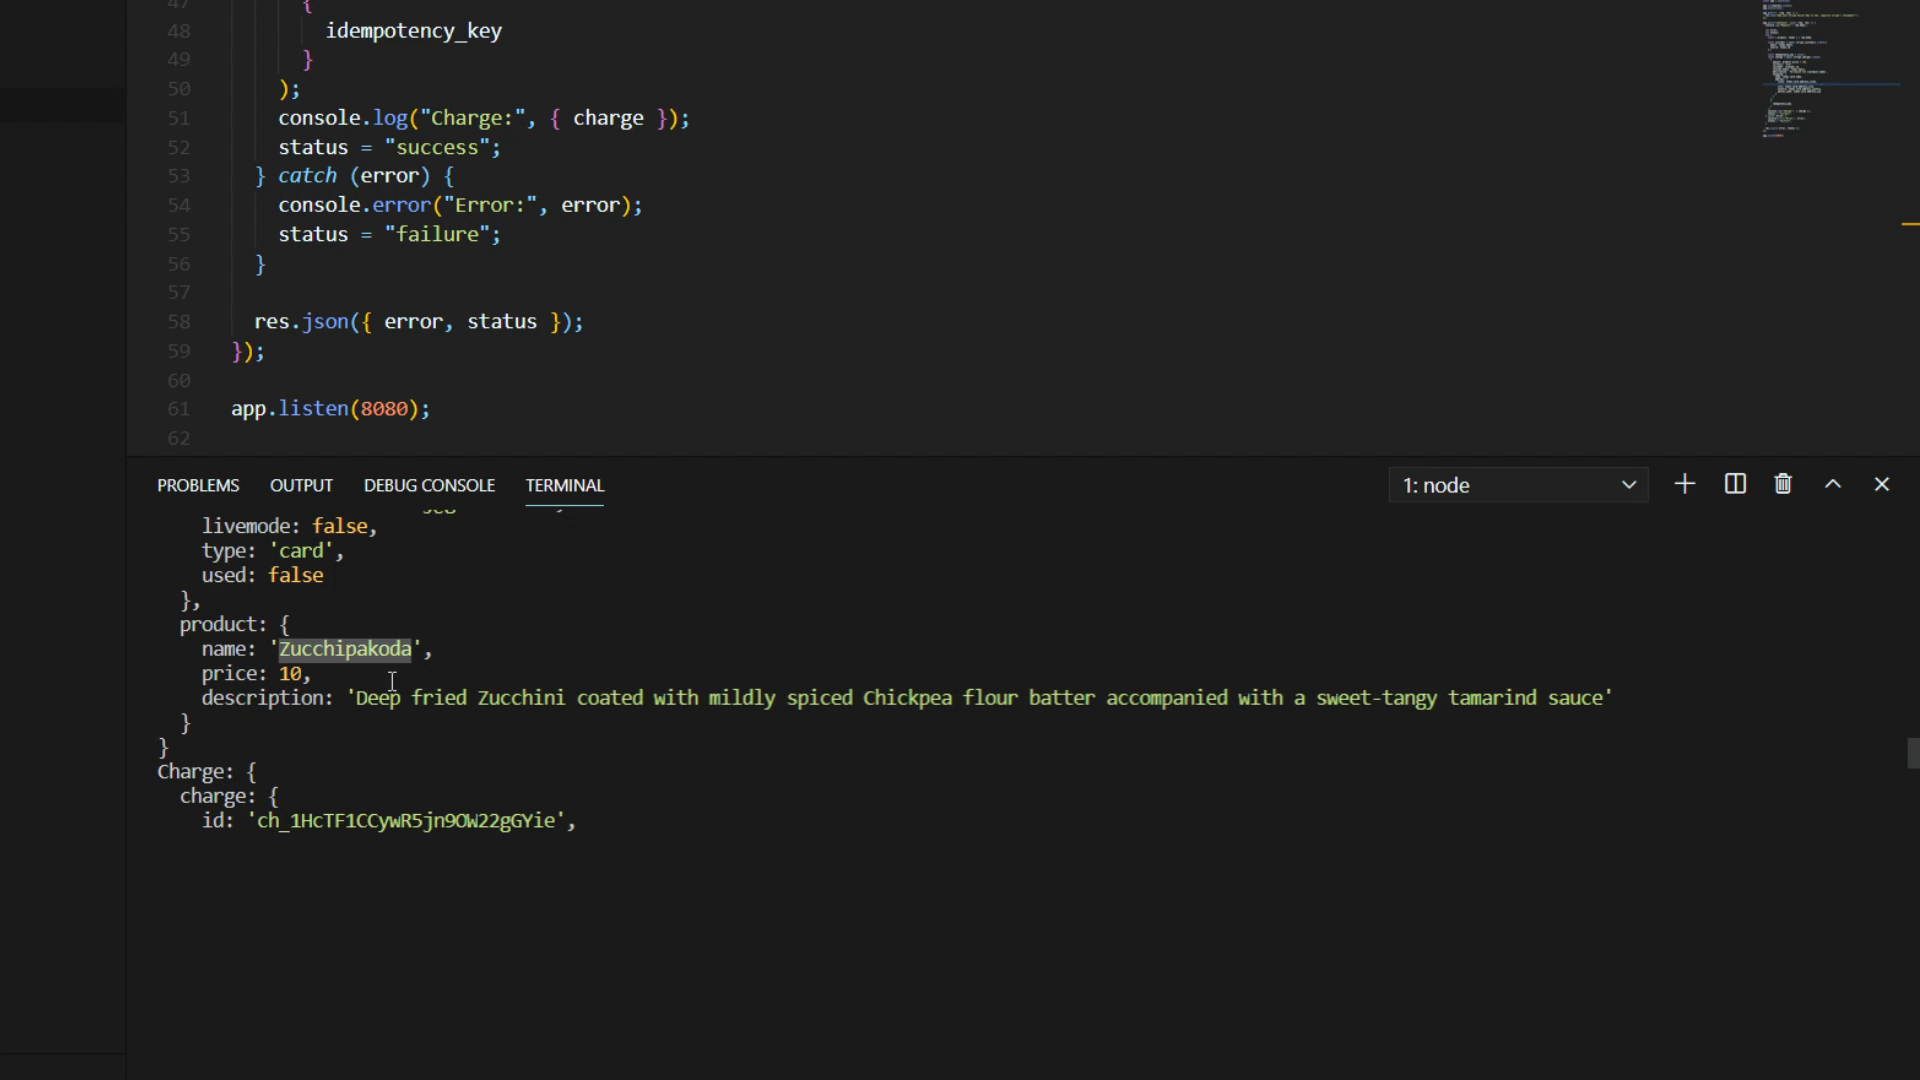 47 {
48 idempotency_key
49 }
50 );
51 console.log("Charge:", { charge });
52 status = "success";
53 } catch (error) {
54 console.error("Error:", error);
55 status = "failure";
56 }
57
58 res.json({ error, status });
59 });
60
61 app.listen(8080);
62
PROBLEMS OUTPUT DEBUG CONSOLE TERMINAL 1: node
livemode: false,
type: 'card',
used: false
},
product: {
name: 'Zucchipakoda',
price: 10,
description: 'Deep fried Zucchini coated with mildly spiced Chickpea flour batter accompanied with a sweet-tangy tamarind sauce'
}
}
Charge: {
charge: {
id: 'ch_1HcTF1CCywR5jn9OW22gGYie',